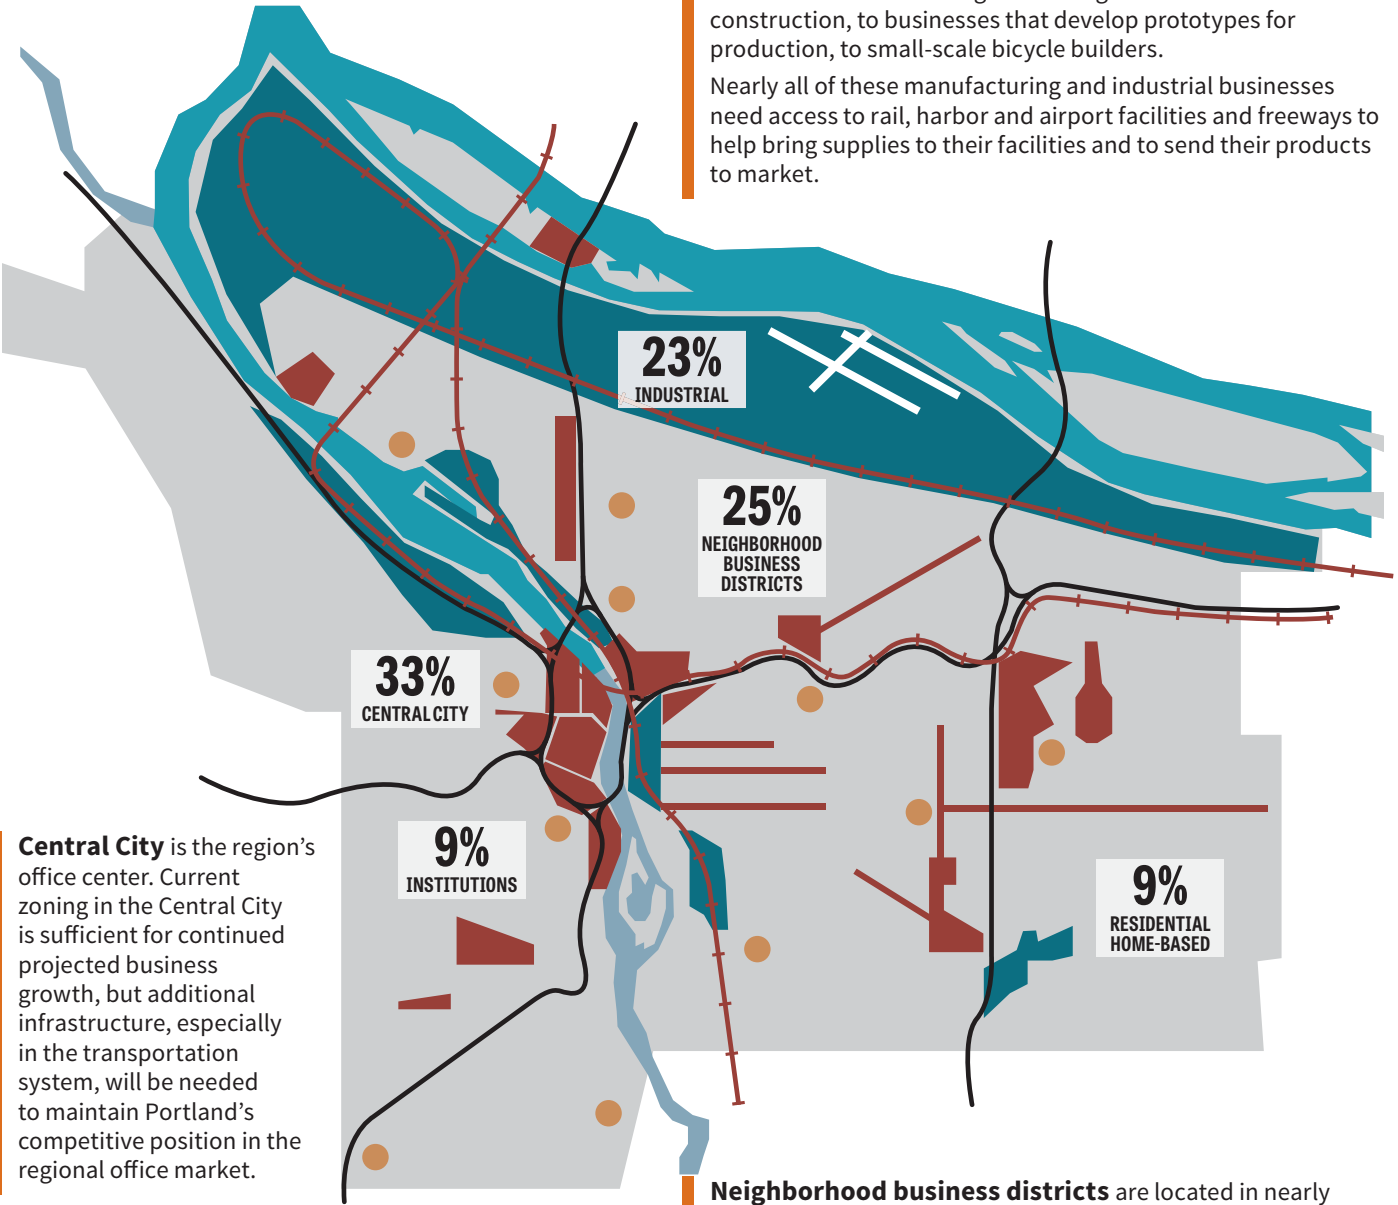 construction, to businesses that develop prototypes for
production, to small-scale bicycle builders.
Nearly all of these manufacturing and industrial businesses
need access to rail, harbor and airport facilities and freeways to
help bring supplies to their facilities and to send their products
to market.
23%
INDUSTRIAL
25%
NEIGHBORHOOD
BUSINESS
DISTRICTS
33%
CENTRAL CITY
9%
INSTITUTIONS
9%
RESIDENTIAL
HOME-BASED
Central City is the region’s
office center. Current
zoning in the Central City
is sufficient for continued
projected business
growth, but additional
infrastructure, especially
in the transportation
system, will be needed
to maintain Portland’s
competitive position in the
regional office market.
Neighborhood business districts are located in nearly